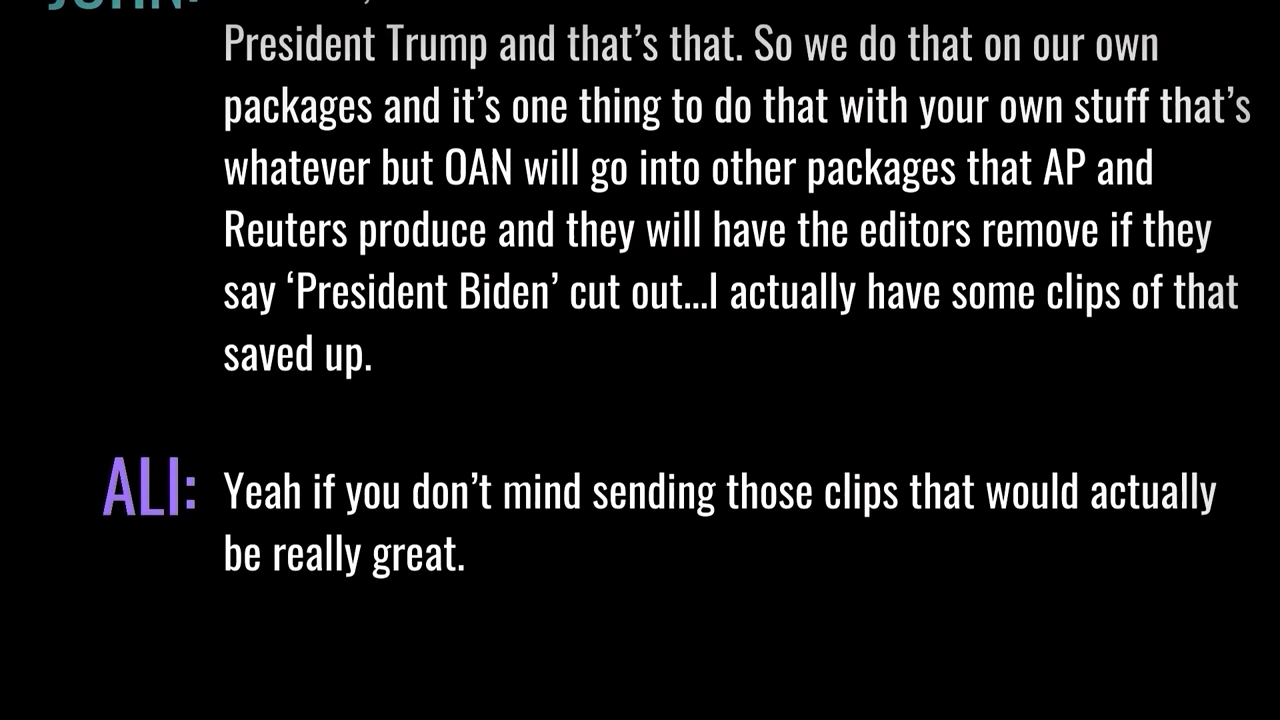 President Trump and that’s that. So we do that on our own
packages and it’s one thing to do that with your own stuff that’s
whatever but OAN will go into other packages that AP and
Reuters produce and they will have the editors remove if they
say ‘President Biden’ cut out...I actually have some clips of that
saved up.
ALI: Yeah if you don’t mind sending those clips that would actually
be really great.